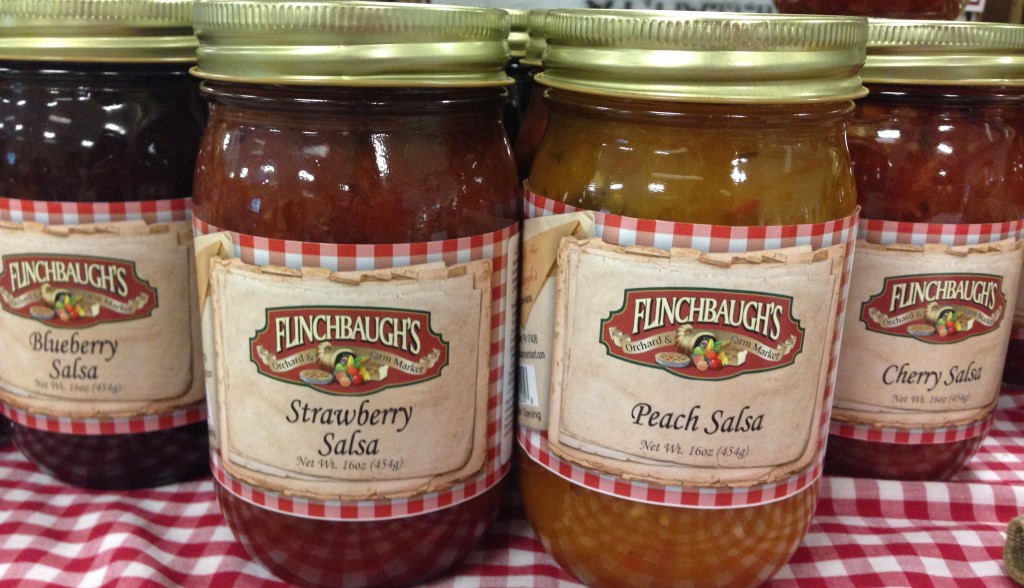 FLINCHBAUGH'S
Orchard & Farm Market
Blueberry
Salsa
Net Wt. 16oz (454g)
FLINCHBAUGH'S
Orchard & Farm Market
Strawberry
Salsa
Net Wt. 16oz (454g)
FLINCHBAUGH'S
Orchard & Farm Market
Peach Salsa
Net Wt. 16oz (454g)
FLINCHBAUGH'S
Orchard & Farm Market
Cherry Salsa
Net Wt. 16oz (454g)